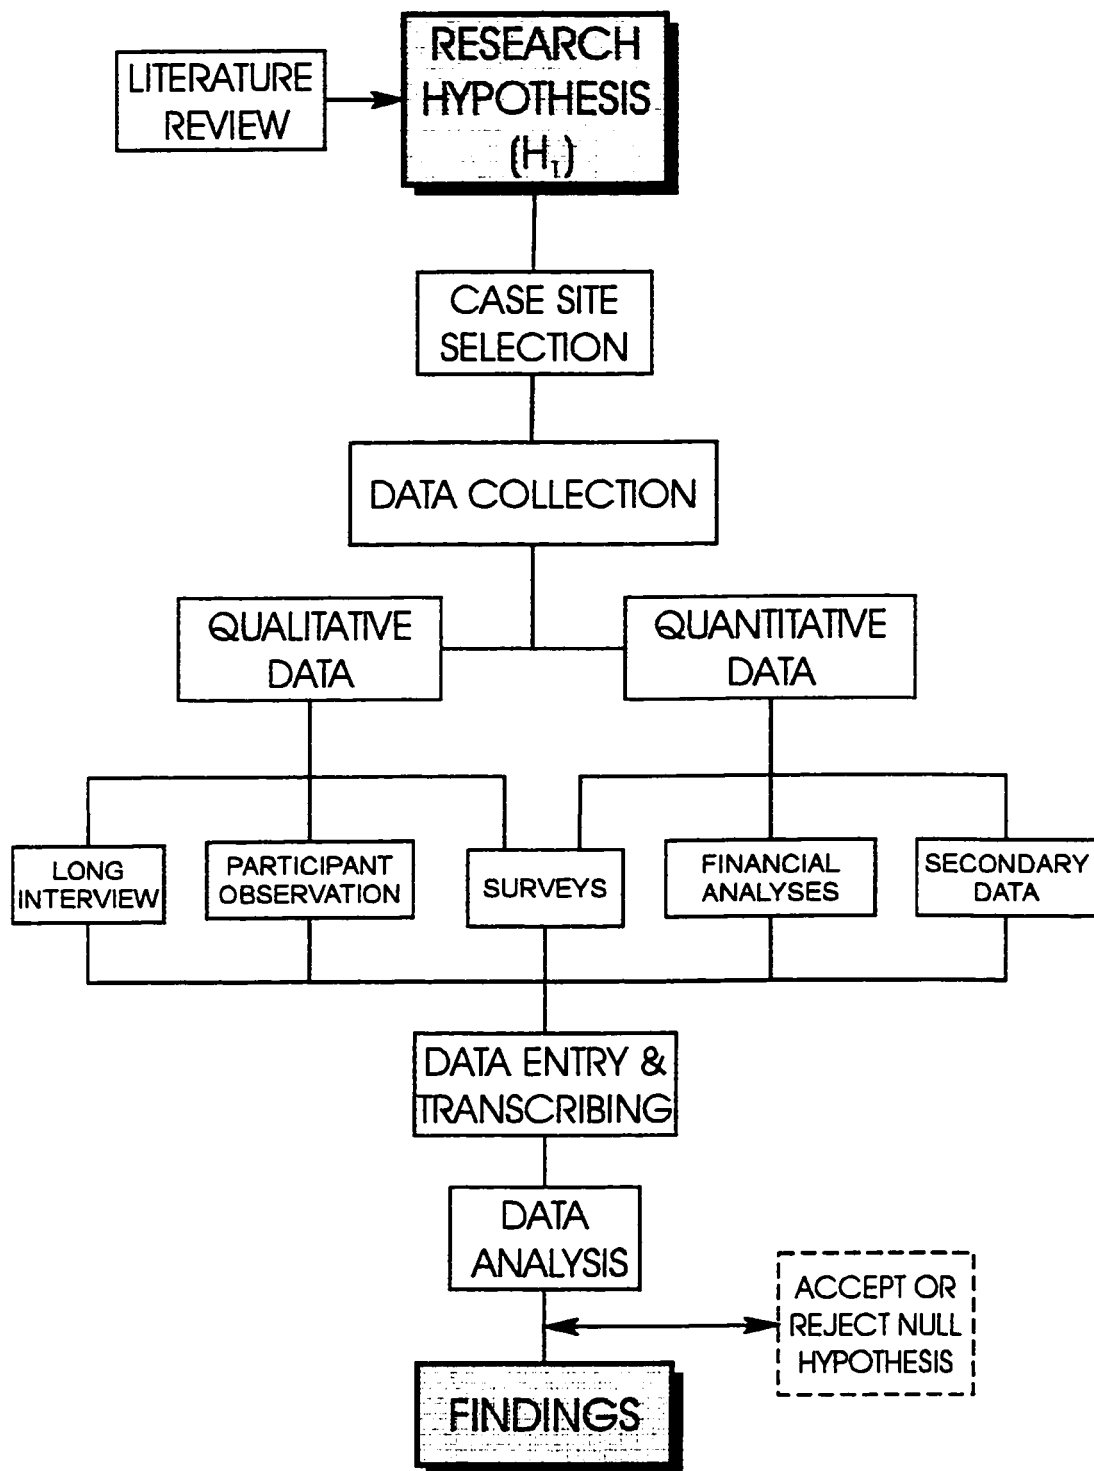 LITERATURE
REVIEW
RESEARCH
HYPOTHESIS
(H₁)
CASE SITE
SELECTION
DATA COLLECTION
QUALITATIVE
DATA
QUANTITATIVE
DATA
LONG
INTERVIEW
PARTICIPANT
OBSERVATION
SURVEYS
FINANCIAL
ANALYSES
SECONDARY
DATA
DATA ENTRY &
TRANSCRIBING
DATA
ANALYSIS
ACCEPT OR
REJECT NULL
HYPOTHESIS
FINDINGS